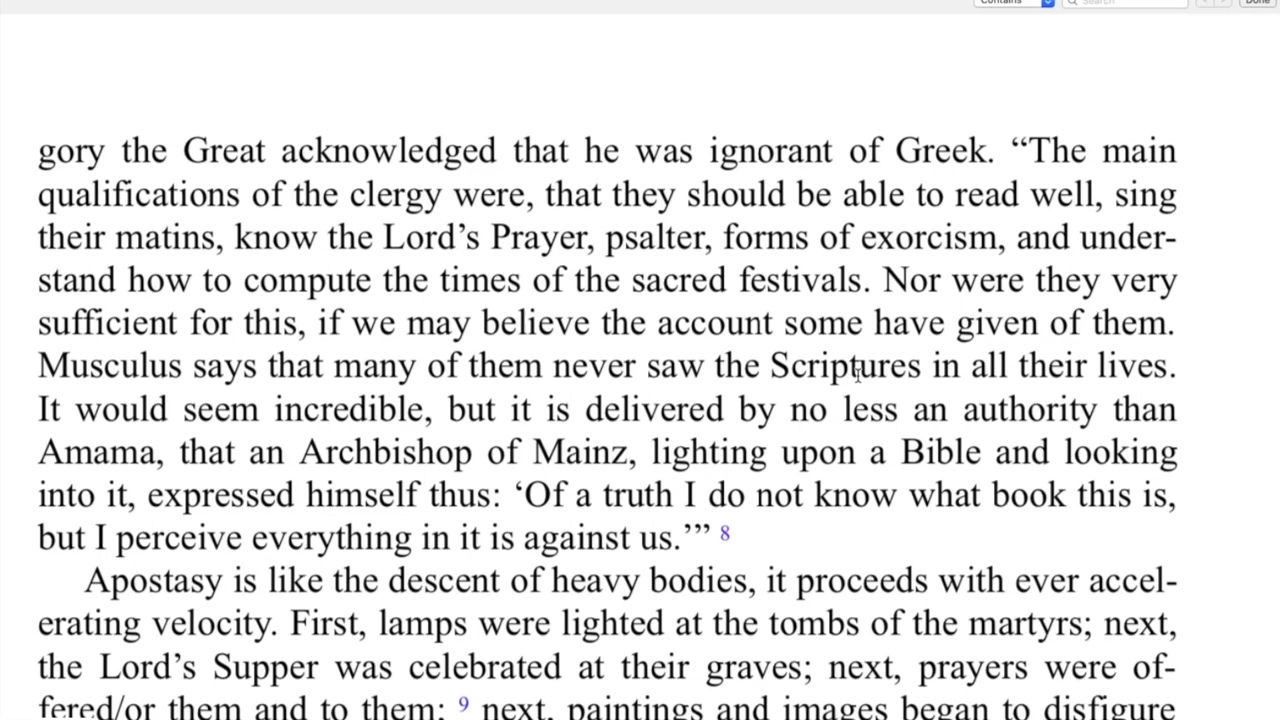 Contains
Search
Done
gory the Great acknowledged that he was ignorant of Greek. “The main
qualifications of the clergy were, that they should be able to read well, sing
their matins, know the Lord’s Prayer, psalter, forms of exorcism, and under-
stand how to compute the times of the sacred festivals. Nor were they very
sufficient for this, if we may believe the account some have given of them.
Musculus says that many of them never saw the Scriptures in all their lives.
It would seem incredible, but it is delivered by no less an authority than
Amama, that an Archbishop of Mainz, lighting upon a Bible and looking
into it, expressed himself thus: ‘Of a truth I do not know what book this is,
but I perceive everything in it is against us.’” 8
Apostasy is like the descent of heavy bodies, it proceeds with ever accel-
erating velocity. First, lamps were lighted at the tombs of the martyrs; next,
the Lord’s Supper was celebrated at their graves; next, prayers were of-
fered/or them and to them; 9 next, paintings and images began to disfigure